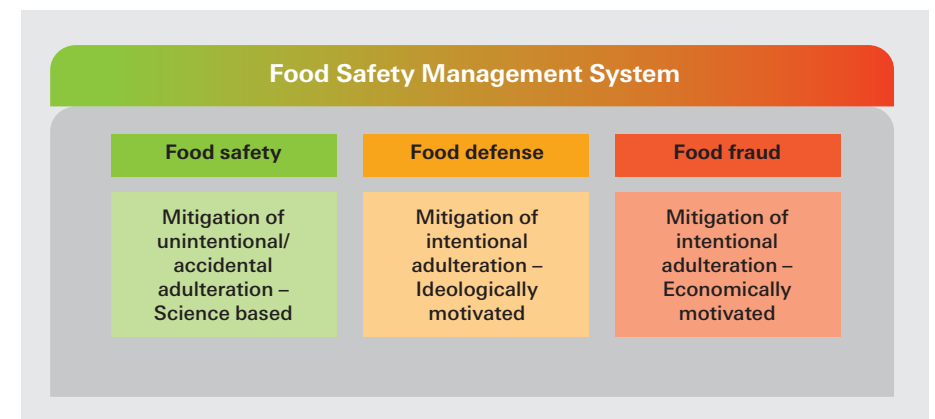 Food Safety Management System
Food safety
Mitigation of
unintentional/
accidental
adulteration –
Science based
Food defense
Mitigation of
intentional
adulteration –
Ideologically
motivated
Food fraud
Mitigation of
intentional
adulteration –
Economically
motivated